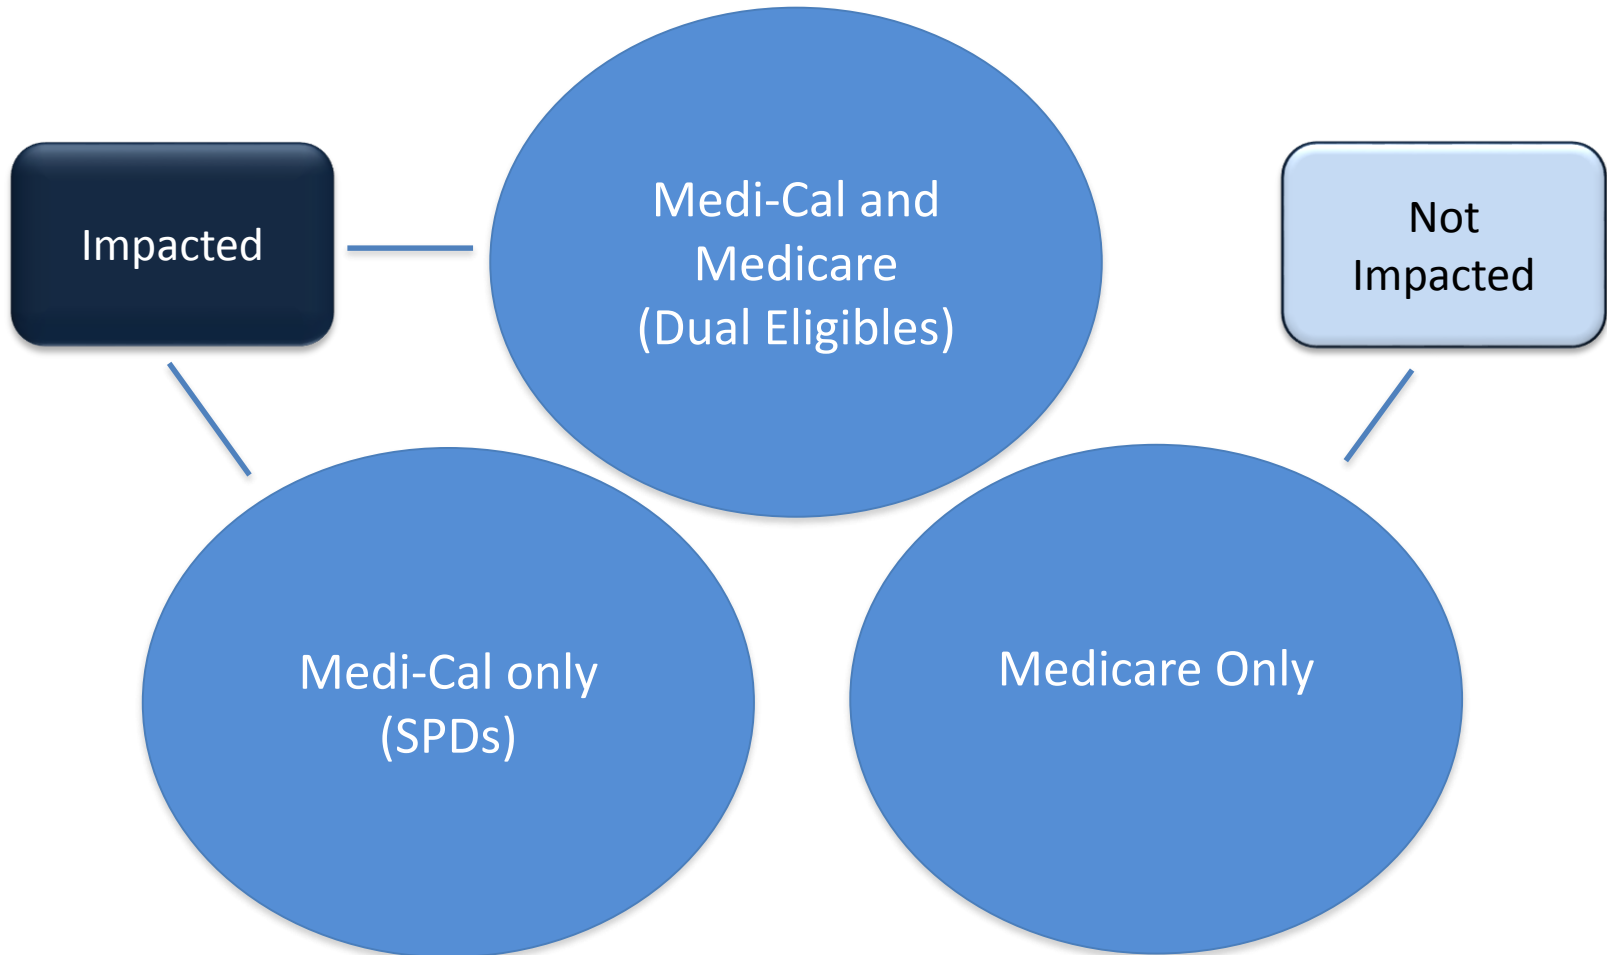 Impacted
Medi-Cal and
Medicare
(Dual Eligibles)
Not
Impacted
Medi-Cal only
(SPDs)
Medicare Only